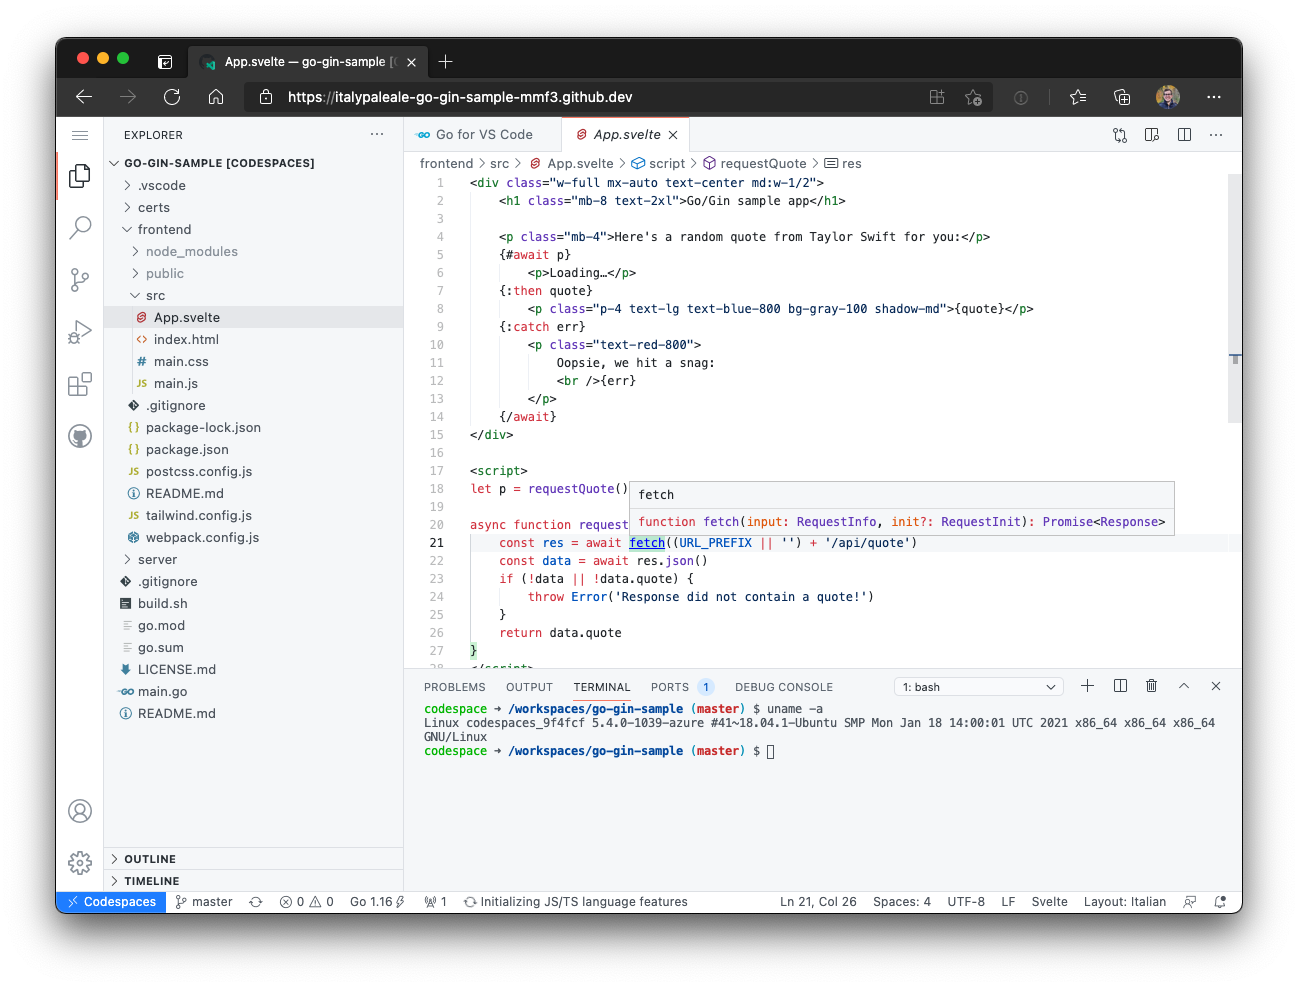 App.svelte — go-gin-sample [
https://italypaleale-go-gin-sample-mmf3.github.dev
EXPLORER
GO-GIN-SAMPLE [CODESPACES]
.vscode
certs
frontend
node_modules
public
src
App.svelte
index.html
# main.css
JS main.js
.gitignore
{} package-lock.json
{} package.json
JS postcss.config.js
README.md
JS tailwind.config.js
webpack.config.js
server
.gitignore
build.sh
go.mod
go.sum
LICENSE.md
GO main.go
README.md
OUTLINE
TIMELINE
GO Go for VS Code
App.svelte
frontend > src > App.svelte > script > requestQuote > res
1 <div class="w-full mx-auto text-center md:w-1/2">
2 <h1 class="mb-8 text-2xl">Go/Gin sample app</h1>
3
4 <p class="mb-4">Here's a random quote from Taylor Swift for you:</p>
5 {#await p}
6 <p>Loading…</p>
7 {:then quote}
8 <p class="p-4 text-lg text-blue-800 bg-gray-100 shadow-md">{quote}</p>
9 {:catch err}
10 <p class="text-red-800">
11 Oopsie, we hit a snag:
12 <br />{err}
13 </p>
14 {/await}
15 </div>
16
17 <script>
18 let p = requestQuote()
19
20 async function request
fetch
function fetch(input: RequestInfo, init?: RequestInit): Promise<Response>
21 const res = await fetch((URL_PREFIX || '') + '/api/quote')
22 const data = await res.json()
23 if (!data || !data.quote) {
24 throw Error('Response did not contain a quote!')
25 }
26 return data.quote
27 }
28 </script>
PROBLEMS OUTPUT TERMINAL PORTS 1 DEBUG CONSOLE 1: bash
codespace → /workspaces/go-gin-sample (master) $ uname -a
Linux codespaces_9f4fcf 5.4.0-1039-azure #41~18.04.1-Ubuntu SMP Mon Jan 18 14:00:01 UTC 2021 x86_64 x86_64 x86_64
GNU/Linux
codespace → /workspaces/go-gin-sample (master) $
Codespaces master 0 0 Go 1.16 1 Initializing JS/TS language features Ln 21, Col 26 Spaces: 4 UTF-8 LF Svelte Layout: Italian